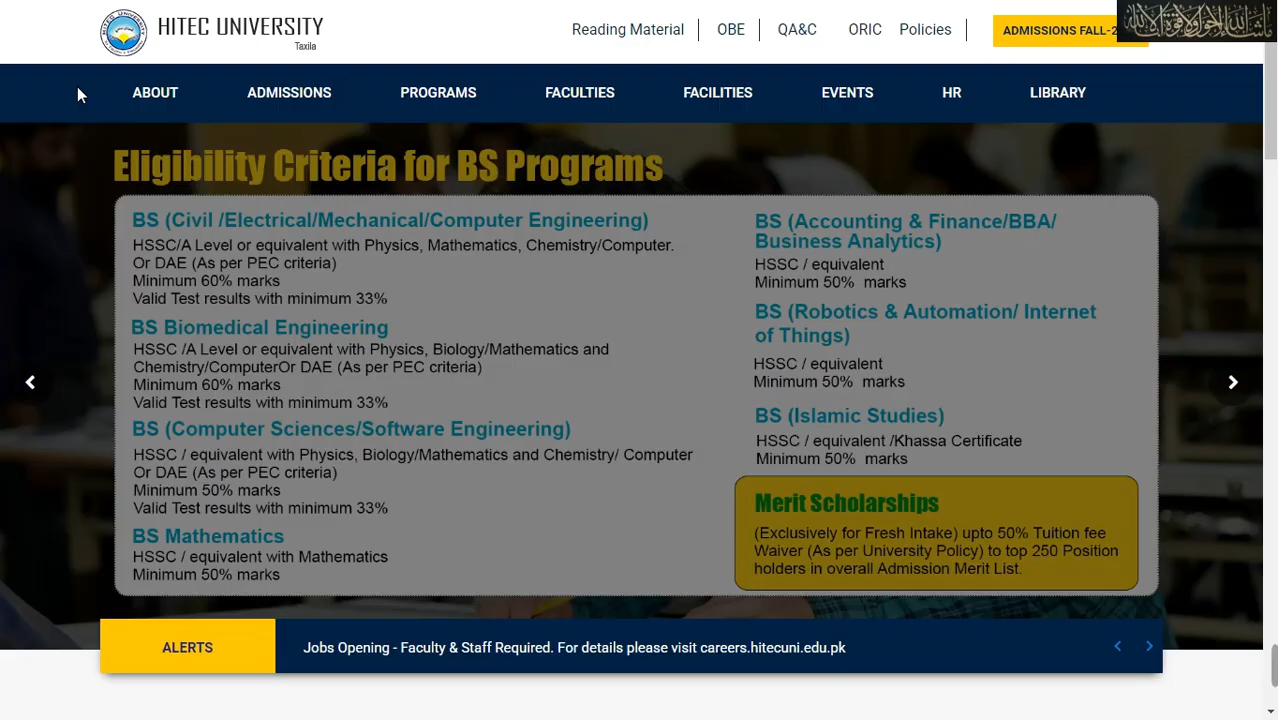 HITEC UNIVERSITY
Taxila
Reading Material
OBE
QA&C
ORIC
Policies
ADMISSIONS FALL-2
ABOUT
ADMISSIONS
PROGRAMS
FACULTIES
FACILITIES
EVENTS
HR
LIBRARY
Eligibility Criteria for BS Programs
BS (Civil /Electrical/Mechanical/Computer Engineering)
HSSC/A Level or equivalent with Physics, Mathematics, Chemistry/Computer.
Or DAE (As per PEC criteria)
Minimum 60% marks
Valid Test results with minimum 33%
BS Biomedical Engineering
HSSC /A Level or equivalent with Physics, Biology/Mathematics and
Chemistry/ComputerOr DAE (As per PEC criteria)
Minimum 60% marks
Valid Test results with minimum 33%
BS (Computer Sciences/Software Engineering)
HSSC / equivalent with Physics, Biology/Mathematics and Chemistry/ Computer
Or DAE (As per PEC criteria)
Minimum 50% marks
Valid Test results with minimum 33%
BS Mathematics
HSSC / equivalent with Mathematics
Minimum 50% marks
BS (Accounting & Finance/BBA/
Business Analytics)
HSSC / equivalent
Minimum 50% marks
BS (Robotics & Automation/ Internet
of Things)
HSSC / equivalent
Minimum 50% marks
BS (Islamic Studies)
HSSC / equivalent /Khassa Certificate
Minimum 50% marks
Merit Scholarships
(Exclusively for Fresh Intake) upto 50% Tuition fee
Waiver (As per University Policy) to top 250 Position
holders in overall Admission Merit List.
ALERTS
Jobs Opening - Faculty & Staff Required. For details please visit careers.hitecuni.edu.pk